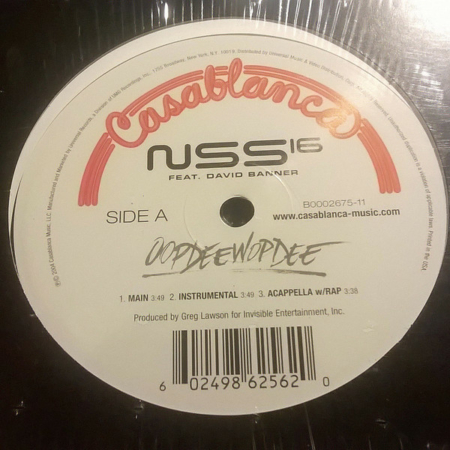 Casablanca
NSS16
FEAT. DAVID BANNER
SIDE A
B0002675-11
www.casablanca-music.com
OOPDEEWOPDEE
1. MAIN 3:49 2. INSTRUMENTAL 3:49 3. ACAPPELLA w/RAP 3:38
Produced by Greg Lawson for Invisible Entertainment, Inc.
6 02498 62562 0